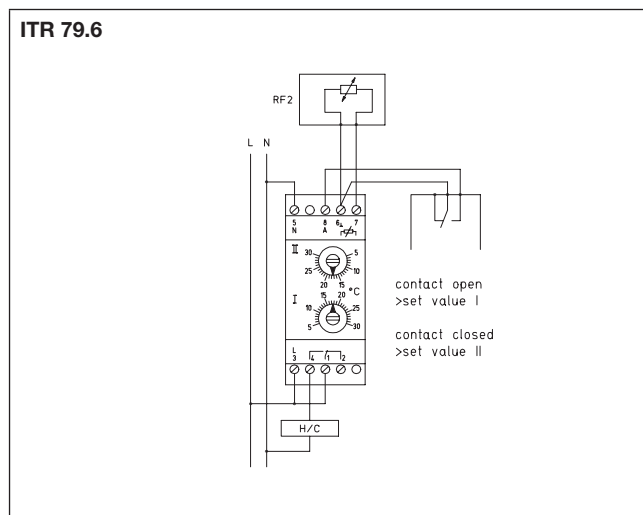 ITR 79.6
RF2
L N
5 8 6 7
N A
II
30 5
25 10
20 15
°C
I
15 20
10 25
5 30
L
3 4 1 2
H/C
contact open
>set value I
contact closed
>set value II